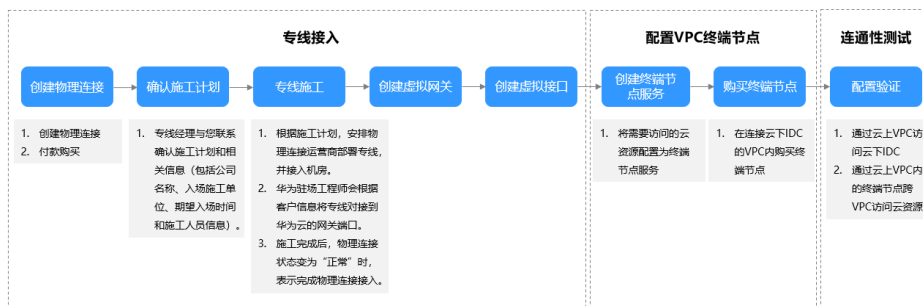 专线接入
配置VPC终端节点
连通性测试
创建物理连接
确认施工计划
专线施工
创建虚拟网关
创建虚拟接口
创建终端节
点服务
购买终端节点
配置验证
1. 创建物理连接
2. 付款购买
1. 专线经理与您联系
确认施工计划和相
关信息（包括公司
名称、入场施工单
位、期望入场时间
和施工人员信息）。
1. 根据施工计划，安排物
理连接运营商部署专线，
并接入机房。
2. 华为驻场工程师会根据
客户信息将专线对接到
华为云的网关端口。
3. 施工完成后，物理连接
状态变为“正常”时，
表示完成物理连接接入。
1. 将需要访问的云
资源配置为终端
节点服务
1. 在连接云下IDC
的VPC内购买终
端节点
1. 通过云上VPC访
问云下IDC
2. 通过云上VPC内
的终端节点跨
VPC访问云资源